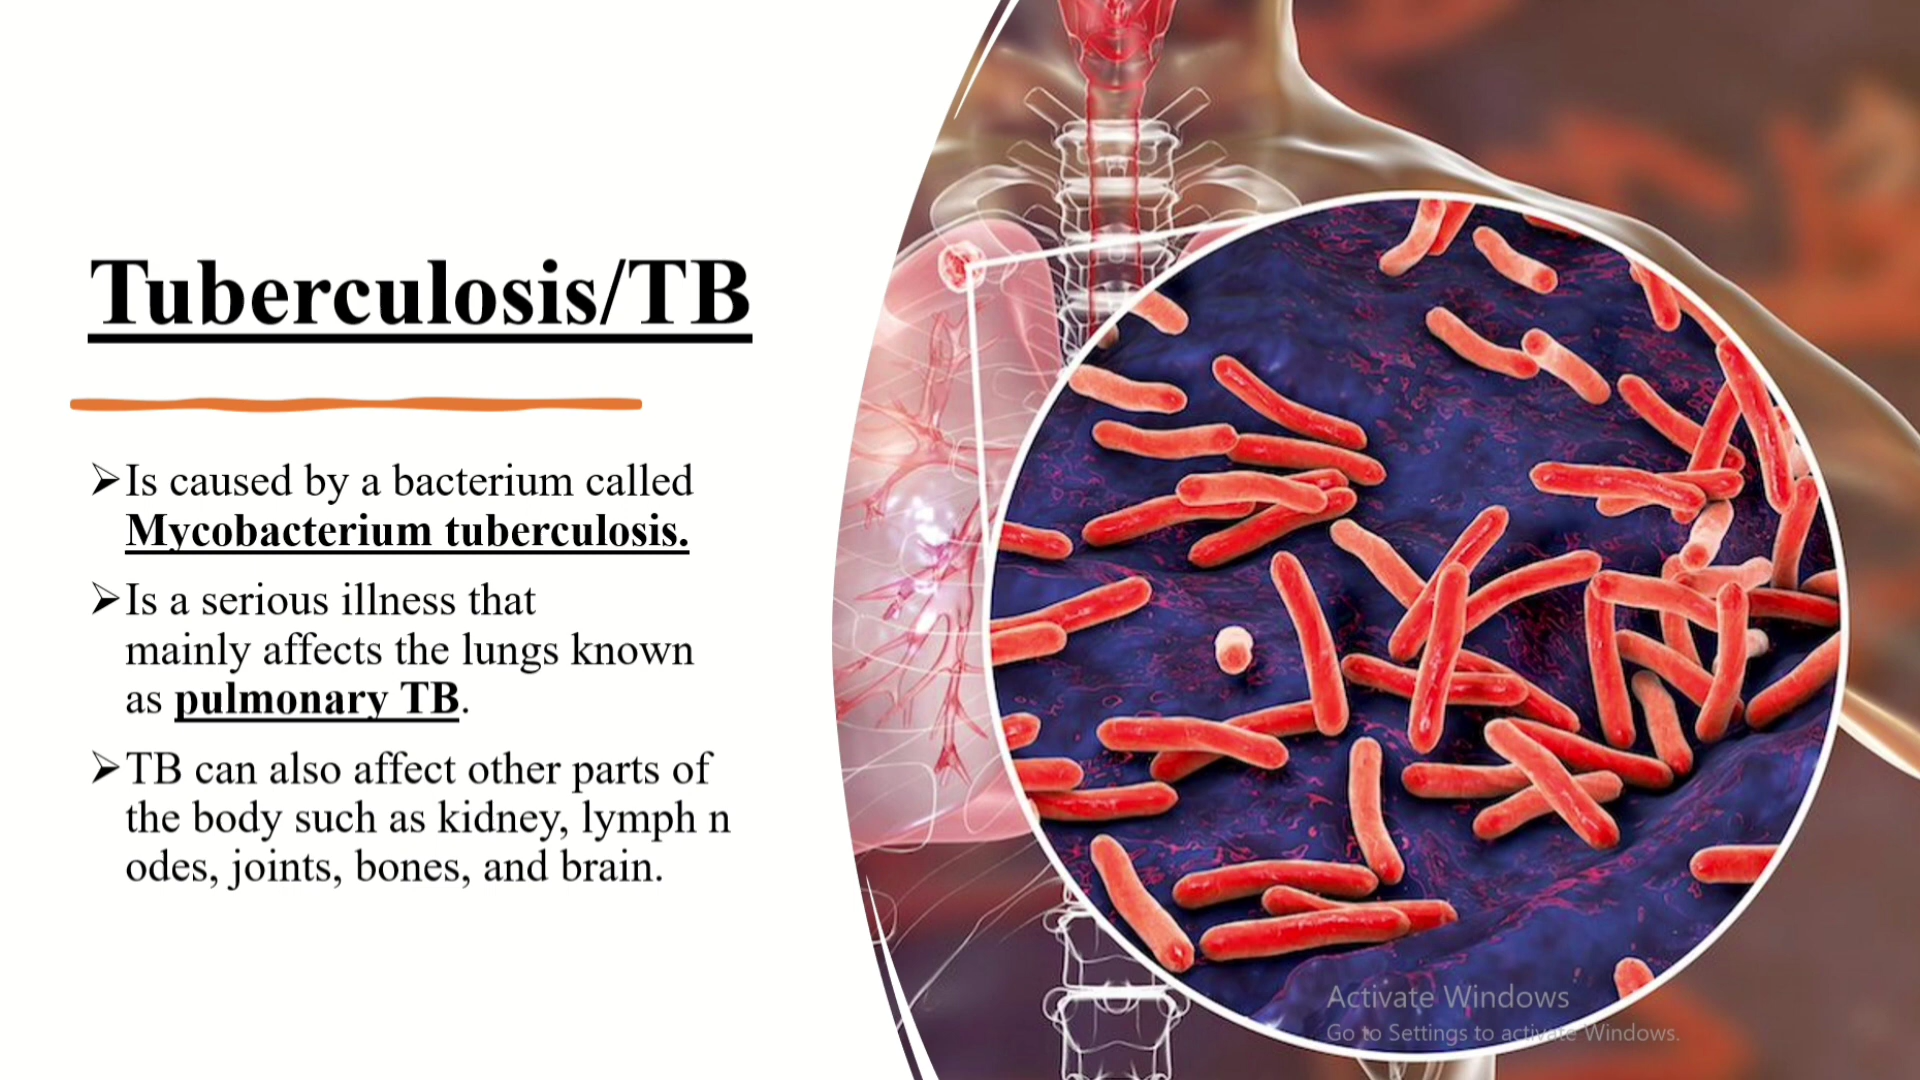 Tuberculosis/TB
➢Is caused by a bacterium called
Mycobacterium tuberculosis.
➢Is a serious illness that
mainly affects the lungs known
as pulmonary TB.
➢TB can also affect other parts of
the body such as kidney, lymph n
odes, joints, bones, and brain.
Activate Windows
Go to Settings to activate Windows.